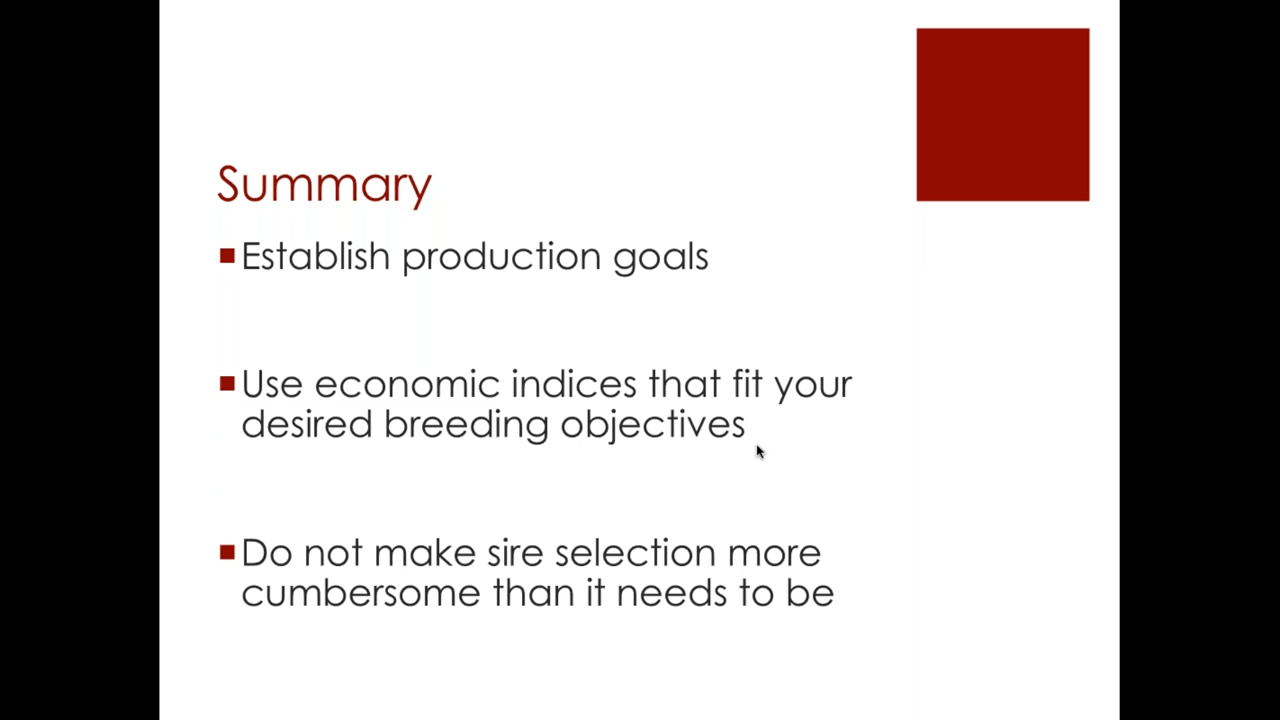 Summary
Establish production goals
Use economic indices that fit your
desired breeding objectives
Do not make sire selection more
cumbersome than it needs to be